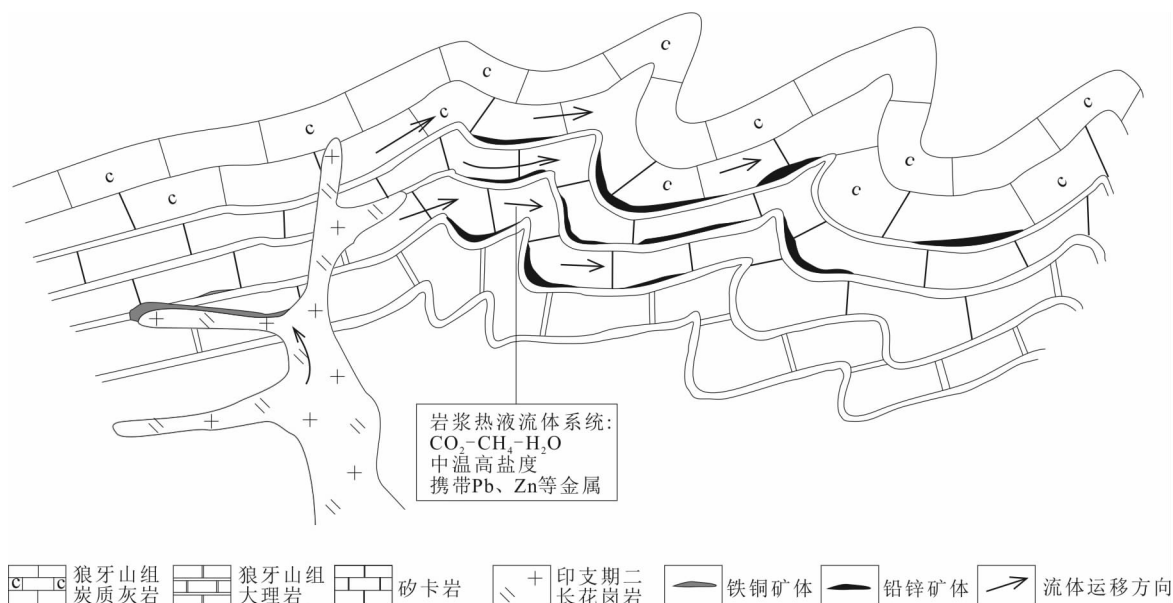 c
c
c
c
c
c
c
c
c
c
岩浆热液流体系统:
CO₂-CH₄-H₂O
中温高盐度
携带Pb、Zn等金属
c c
狼牙山组
炭质灰岩
狼牙山组
大理岩
矽卡岩
印支期二
长花岗岩
铁铜矿体
铅锌矿体
流体运移方向